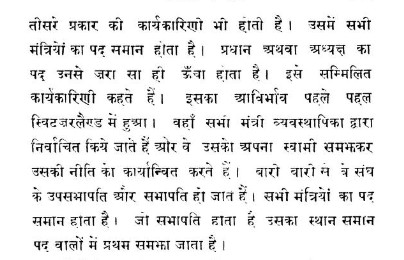 तीसरे प्रकार की कार्यकारिणी भी होती है। उसमें सभी
मंत्रियों का पद समान होता है। प्रधान अथवा अध्यक्ष का
पद उनसे ज़रा सा ही ऊँचा होता है। इसे सम्मिलित
कार्यकारिणी कहते हैं। इसका आविर्भाव पहले पहल
स्विटज़रलैण्ड में हुआ। वहाँ सभी मंत्री व्यवस्थापिका द्वारा
निर्वाचित किये जाते हैं और वे उसको अपना स्वामी समझकर
उसकी नीति के कार्यान्वित करते हैं। बारी बारी से वे संघ
के उपसभापति और सभापति हो जाते हैं। सभी मंत्रियों का पद
समान होता है। जो सभापति होता है उसका स्थान समान
पद वालों में प्रथम समझा जाता है।